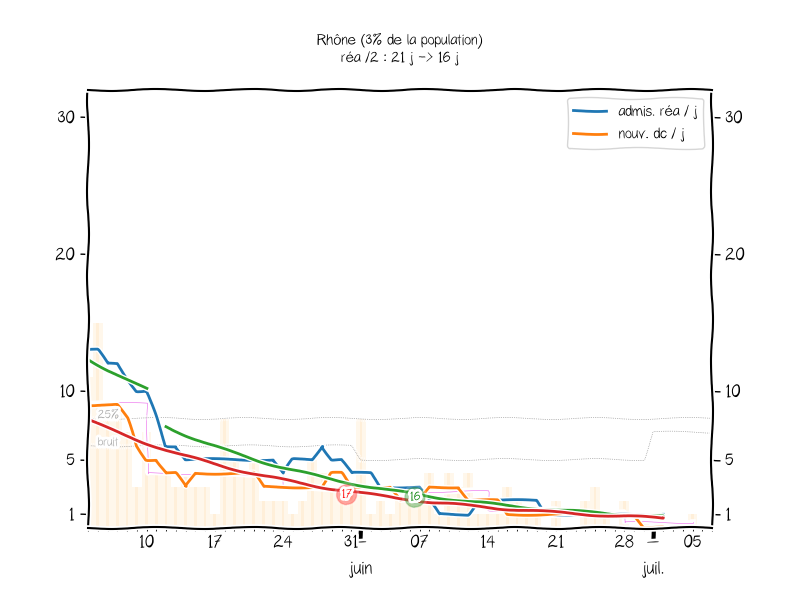 Rhône (3% de la population)
réa /2 : 21 j -> 16 j
admis. réa / j
nouv. dc / j
30
30
20
20
10
10
25%
bruit
5
5
17
16
1
1
10 17 24 31 07 14 21 28 05
juin juil.